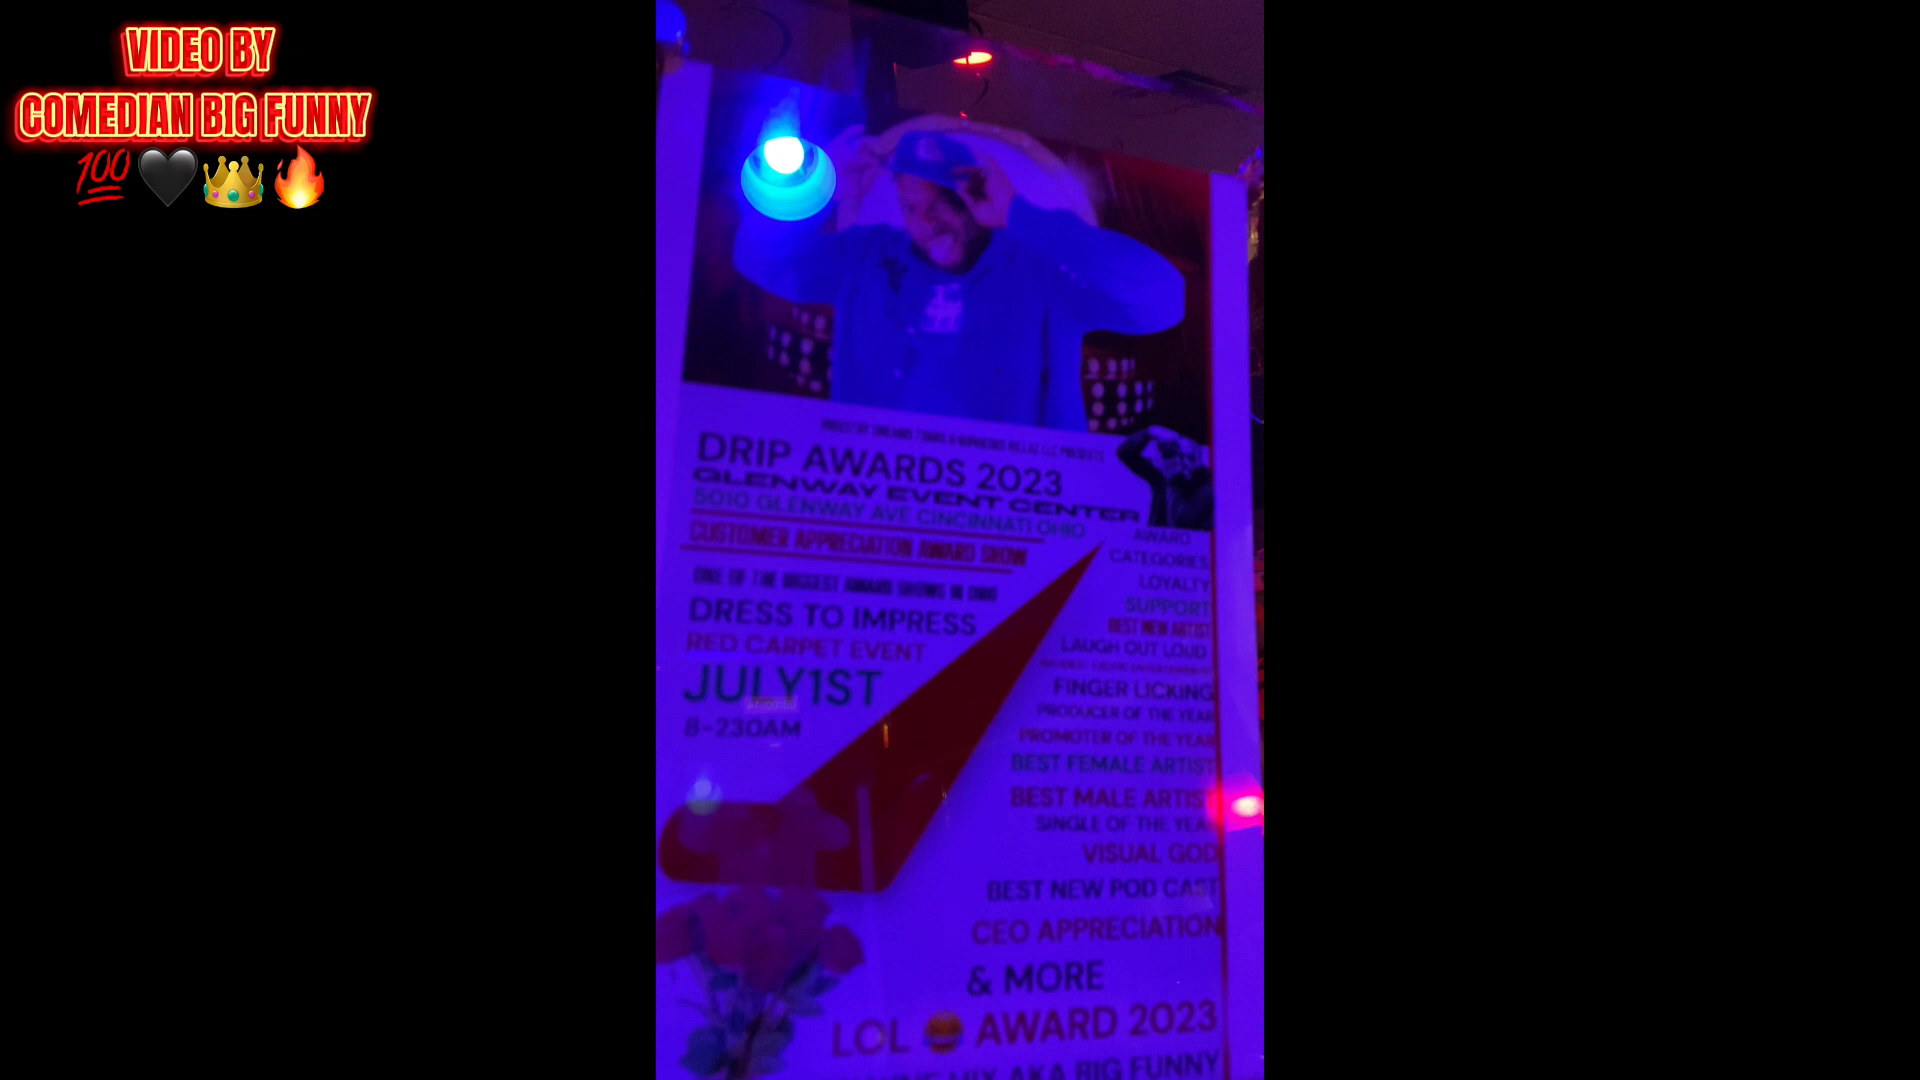 VIDEO BY
COMEDIAN BIG FUNNY
💯🖤👑🔥
PRESENTS
DRIP AWARDS 2023
GLENWAY EVENT CENTER
5010 GLENWAY AVE CINCINNATI OHIO
CUSTOMER APPRECIATION AWARD SHOW
ONE OF THE BIGGEST AWARD SHOWS IN OHIO
DRESS TO IMPRESS
RED CARPET EVENT
JULY 1ST
8-230AM
AWARD
CATEGORIES
LOYALTY
SUPPORT
BEST NEW ARTIST
LAUGH OUT LOUD
FINGER LICKING
PRODUCER OF THE YEAR
PROMOTER OF THE YEAR
BEST FEMALE ARTIST
BEST MALE ARTIST
SINGLE OF THE YEAR
VISUAL GOD
BEST NEW POD CAST
CEO APPRECIATION
& MORE
LOL 😂 AWARD 2023
AKA BIG FUNNY